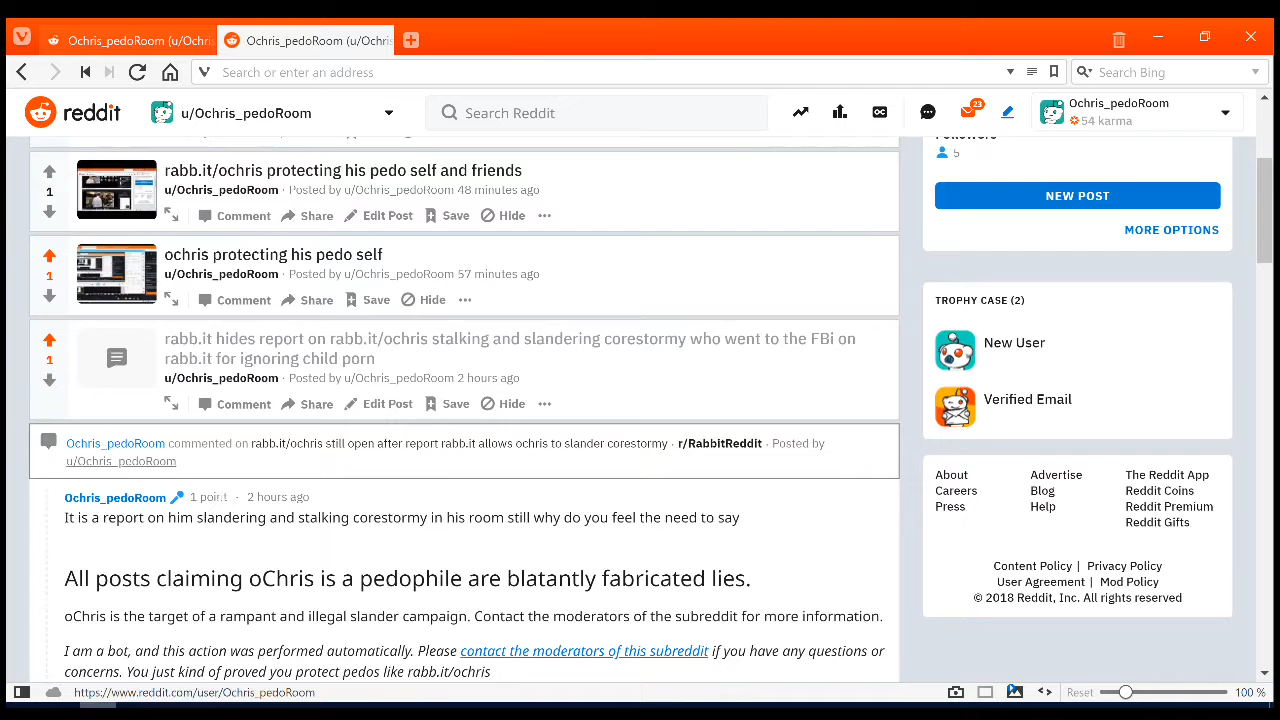 Ochris_pedoRoom (u/Ochri
Ochris_pedoRoom (u/Ochris
Search or enter an address
Search Bing
reddit
u/Ochris_pedoRoom
Search Reddit
23
Ochris_pedoRoom
54 karma
rabb.it/ochris protecting his pedo self and friends
1
u/Ochris_pedoRoom · Posted by u/Ochris_pedoRoom 48 minutes ago
Comment Share Edit Post Save Hide
ochris protecting his pedo self
1
u/Ochris_pedoRoom · Posted by u/Ochris_pedoRoom 57 minutes ago
Comment Share Save Hide
rabb.it hides report on rabb.it/ochris stalking and slandering corestormy who went to the FBi on
rabb.it for ignoring child porn
1
u/Ochris_pedoRoom · Posted by u/Ochris_pedoRoom 2 hours ago
Comment Share Edit Post Save Hide
Ochris_pedoRoom commented on rabb.it/ochris still open after report rabb.it allows ochris to slander corestormy · r/RabbitReddit · Posted by
u/Ochris_pedoRoom
Ochris_pedoRoom 1 point · 2 hours ago
It is a report on him slandering and stalking corestormy in his room still why do you feel the need to say
All posts claiming oChris is a pedophile are blatantly fabricated lies.
oChris is the target of a rampant and illegal slander campaign. Contact the moderators of the subreddit for more information.
I am a bot, and this action was performed automatically. Please contact the moderators of this subreddit if you have any questions or
concerns. You just kind of proved you protect pedos like rabb.it/ochris
Followers
5
NEW POST
MORE OPTIONS
TROPHY CASE (2)
New User
Verified Email
About Advertise The Reddit App
Careers Blog Reddit Coins
Press Help Reddit Premium
Reddit Gifts
Content Policy | Privacy Policy
User Agreement | Mod Policy
© 2018 Reddit, Inc. All rights reserved
https://www.reddit.com/user/Ochris_pedoRoom
Reset
100 %